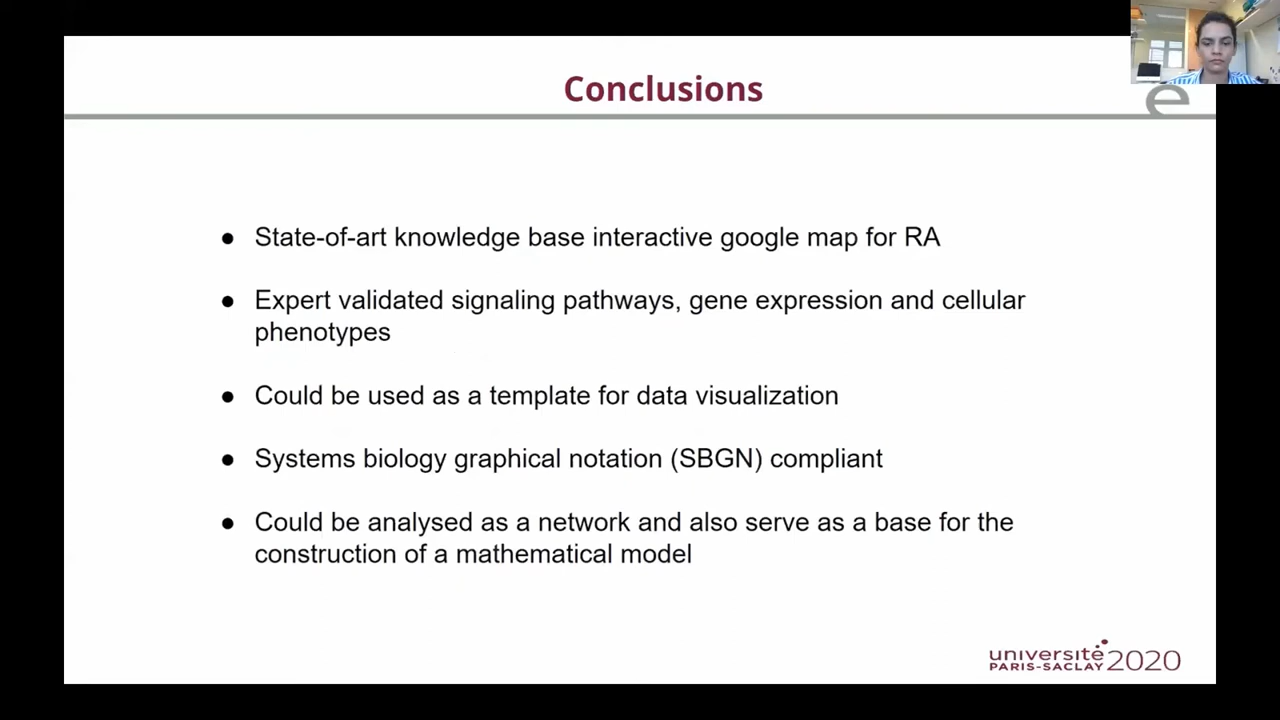 Conclusions
e
● State-of-art knowledge base interactive google map for RA
● Expert validated signaling pathways, gene expression and cellular
phenotypes
● Could be used as a template for data visualization
● Systems biology graphical notation (SBGN) compliant
● Could be analysed as a network and also serve as a base for the
construction of a mathematical model
université
PARIS-SACLAY 2020